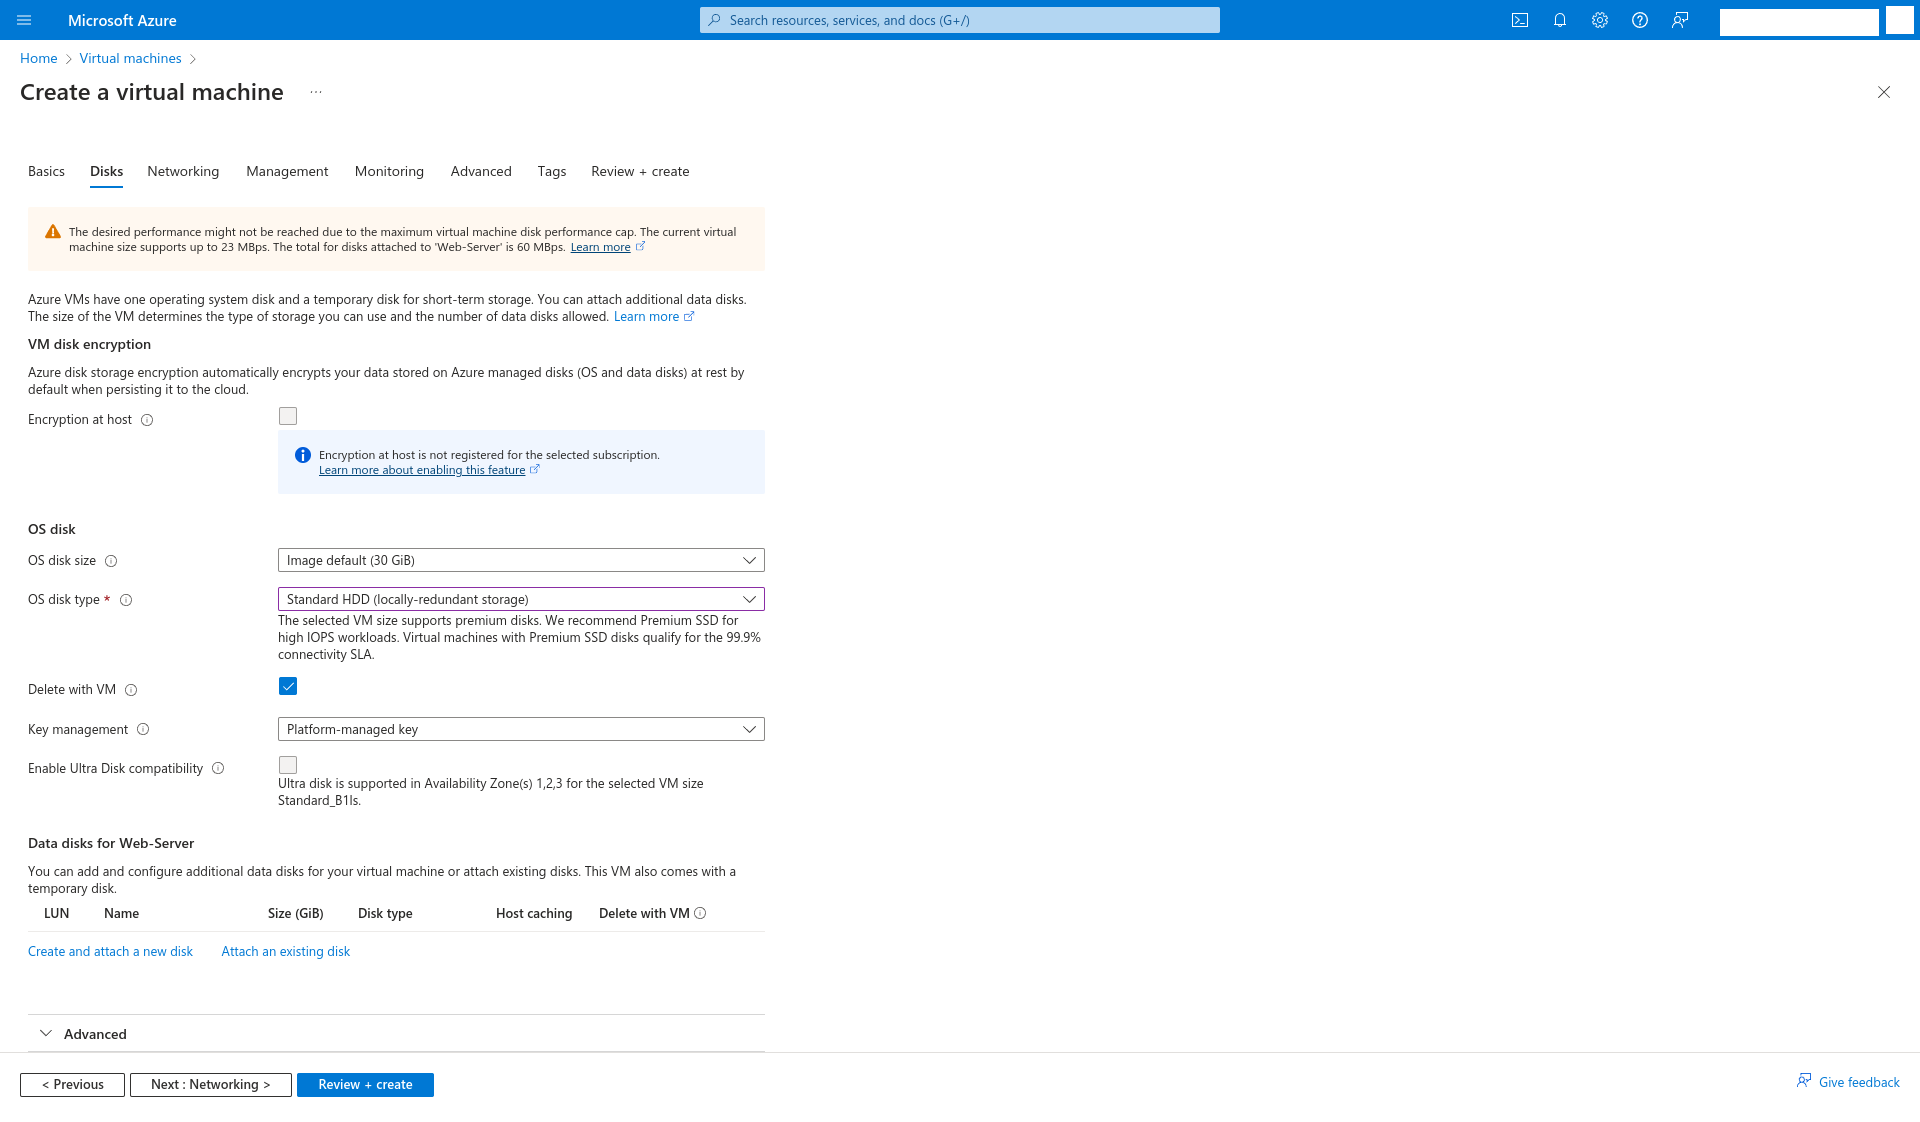 Microsoft Azure
Search resources, services, and docs (G+/)
Home > Virtual machines >
Create a virtual machine ...
Basics Disks Networking Management Monitoring Advanced Tags Review + create
The desired performance might not be reached due to the maximum virtual machine disk performance cap. The current virtual
machine size supports up to 23 MBps. The total for disks attached to 'Web-Server' is 60 MBps. Learn more
Azure VMs have one operating system disk and a temporary disk for short-term storage. You can attach additional data disks.
The size of the VM determines the type of storage you can use and the number of data disks allowed. Learn more
VM disk encryption
Azure disk storage encryption automatically encrypts your data stored on Azure managed disks (OS and data disks) at rest by
default when persisting it to the cloud.
Encryption at host
Encryption at host is not registered for the selected subscription.
Learn more about enabling this feature
OS disk
OS disk size
Image default (30 GiB)
OS disk type *
Standard HDD (locally-redundant storage)
The selected VM size supports premium disks. We recommend Premium SSD for
high IOPS workloads. Virtual machines with Premium SSD disks qualify for the 99.9%
connectivity SLA.
Delete with VM
Key management
Platform-managed key
Enable Ultra Disk compatibility
Ultra disk is supported in Availability Zone(s) 1,2,3 for the selected VM size
Standard_B1ls.
Data disks for Web-Server
You can add and configure additional data disks for your virtual machine or attach existing disks. This VM also comes with a
temporary disk.
LUN Name Size (GiB) Disk type Host caching Delete with VM
Create and attach a new disk Attach an existing disk
Advanced
< Previous Next : Networking > Review + create
Give feedback